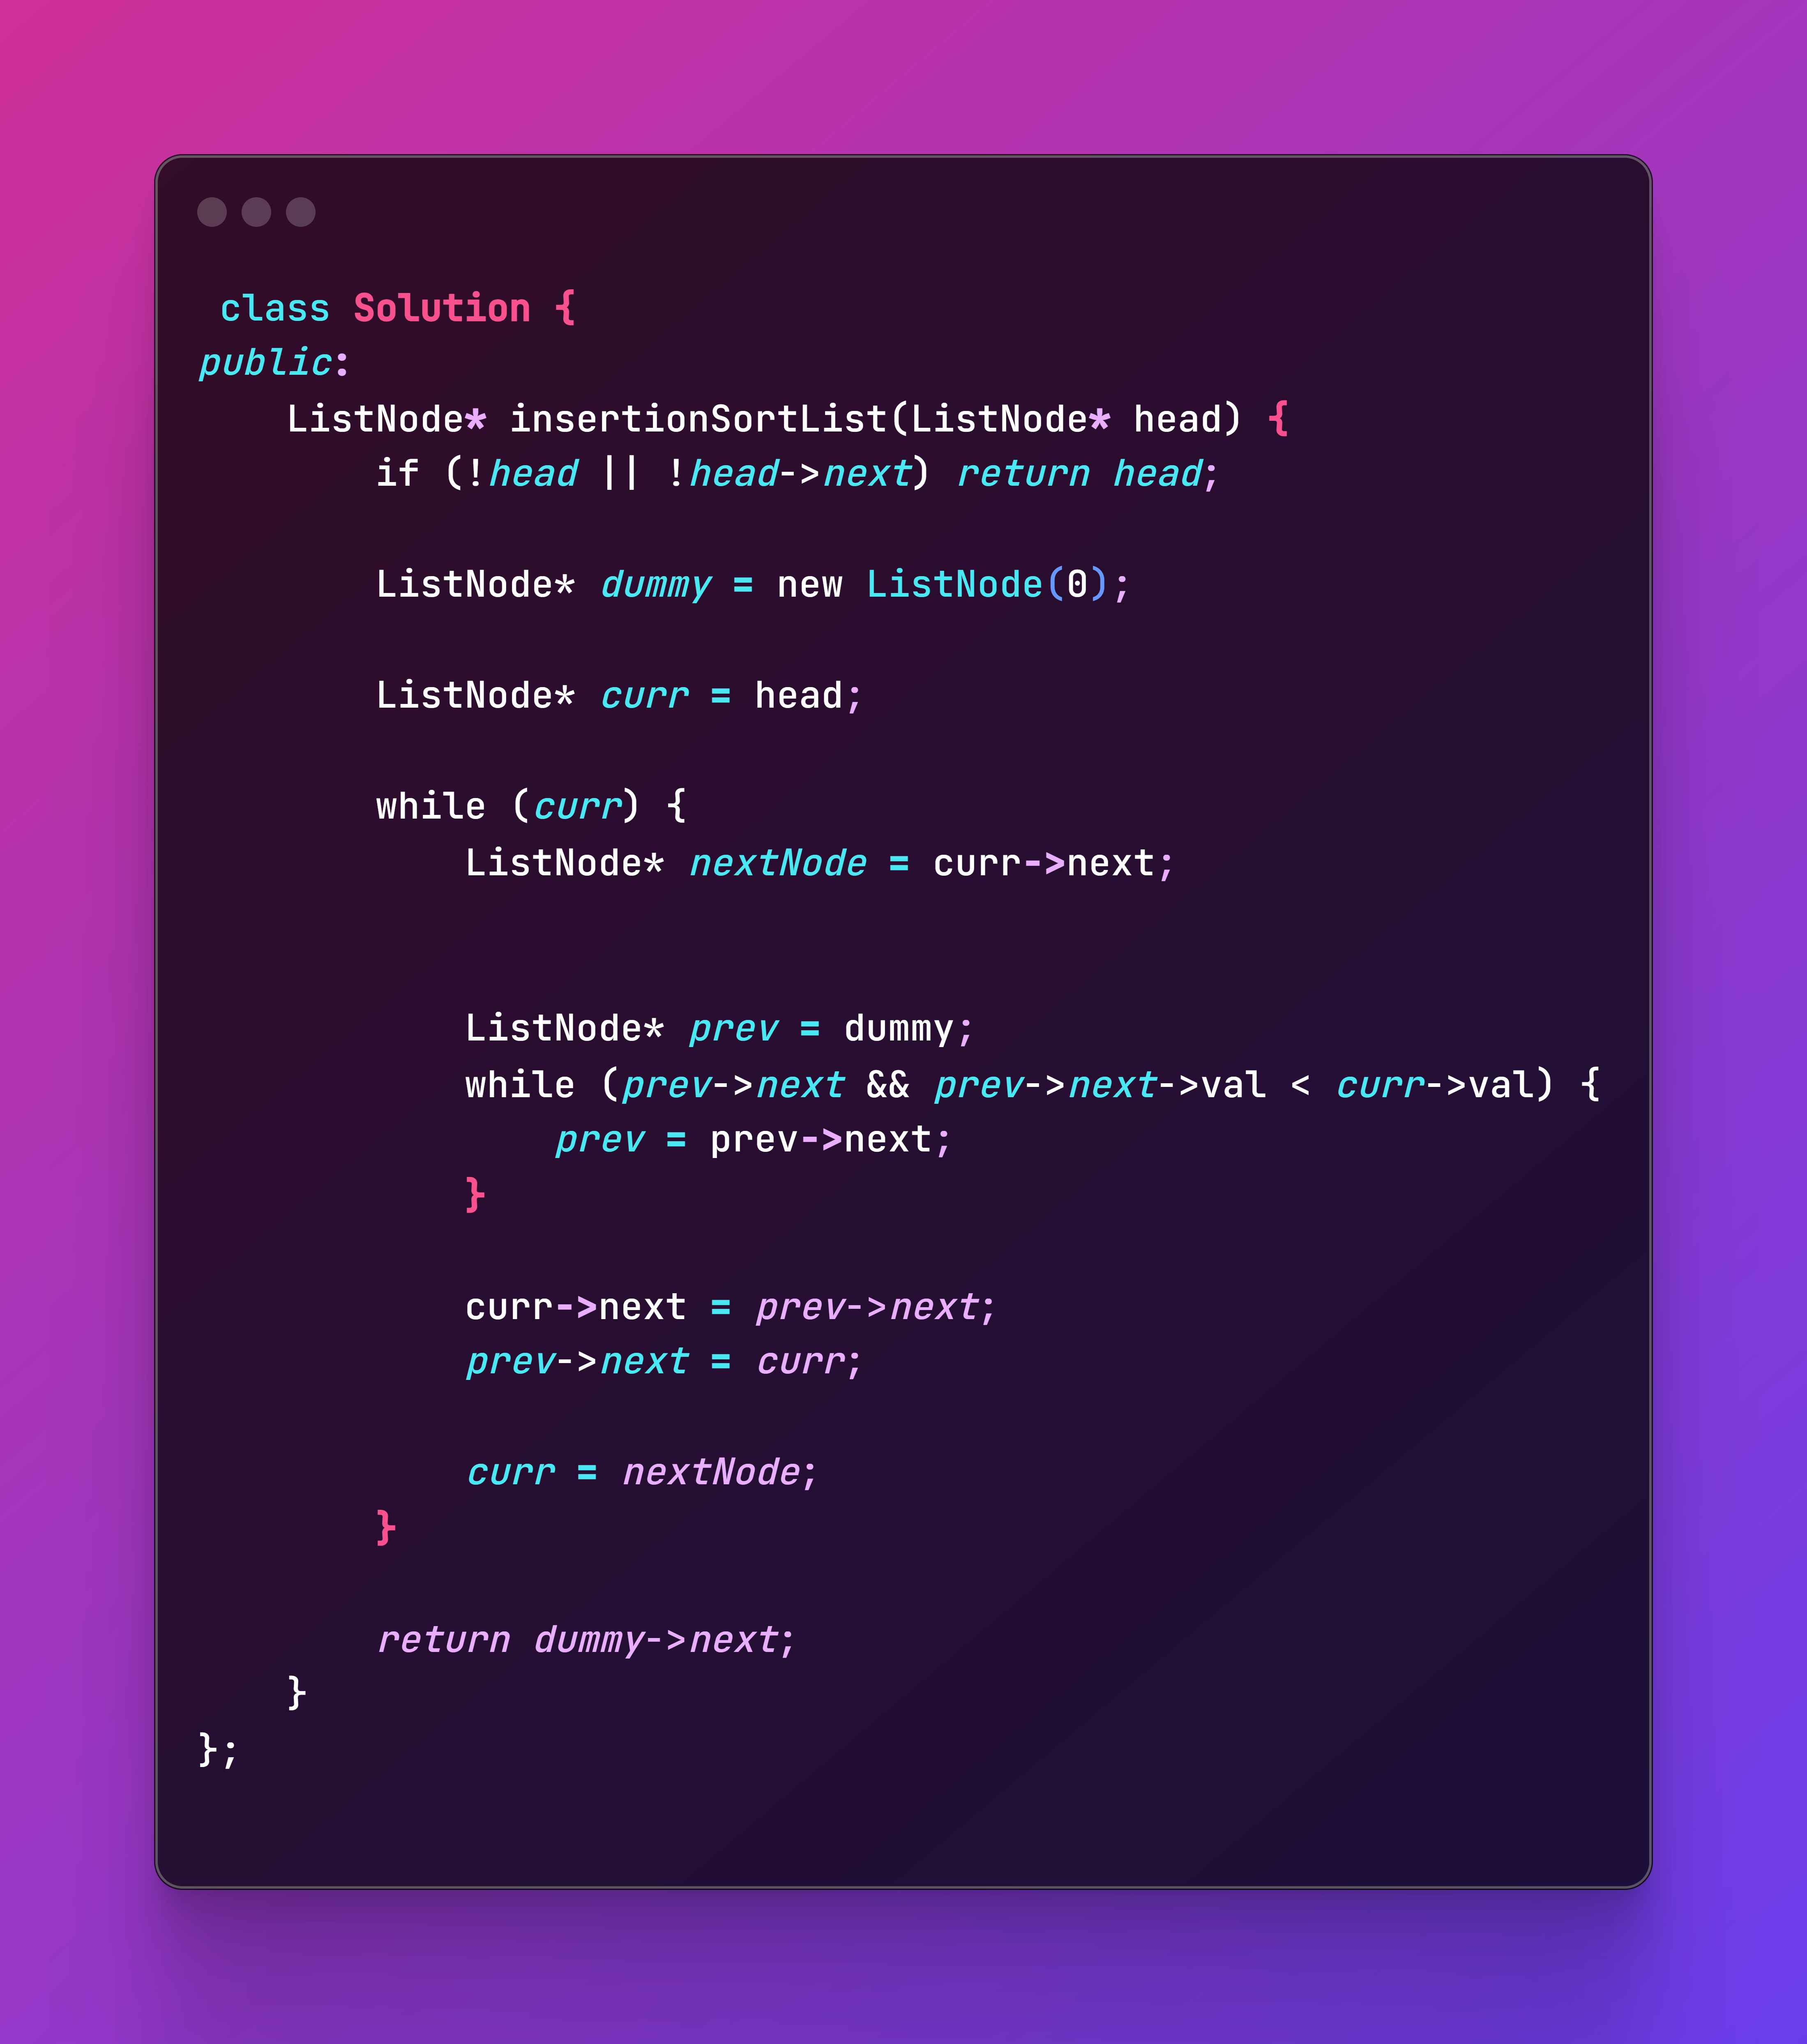 class Solution {
public:
ListNode* insertionSortList(ListNode* head) {
if (!head || !head->next) return head;
ListNode* dummy = new ListNode(0);
ListNode* curr = head;
while (curr) {
ListNode* nextNode = curr->next;
ListNode* prev = dummy;
while (prev->next && prev->next->val < curr->val) {
prev = prev->next;
}
curr->next = prev->next;
prev->next = curr;
curr = nextNode;
}
return dummy->next;
}
};